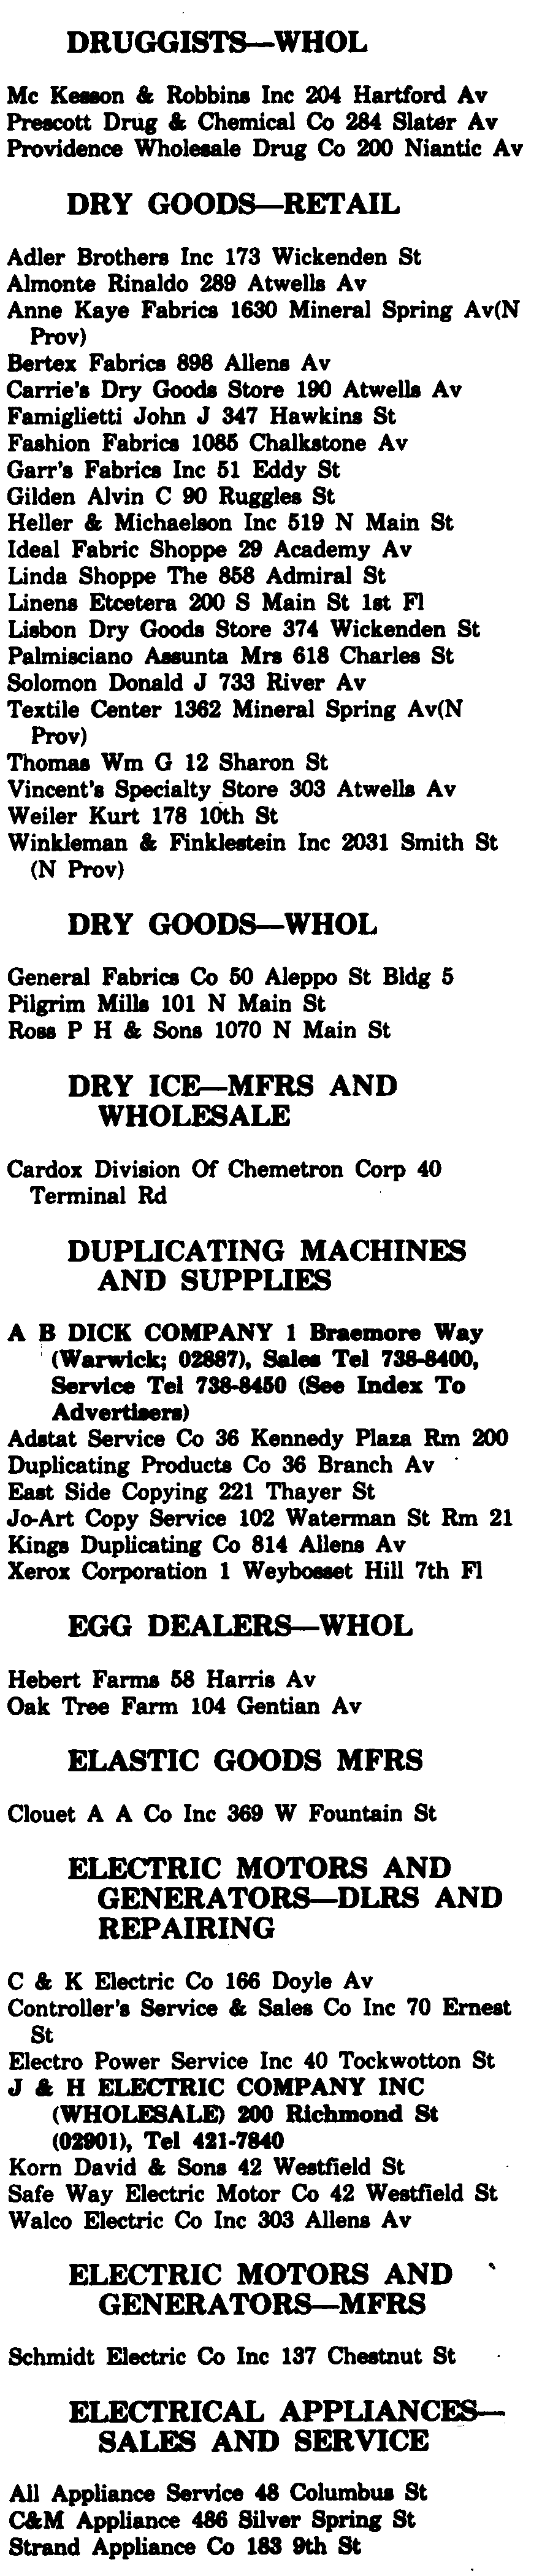 DRUGGISTS—WHOL
Mc Kesson & Robbins Inc 204 Hartford Av
Prescott Drug & Chemical Co 284 Slater Av
Providence Wholesale Drug Co 200 Niantic Av
DRY GOODS—RETAIL
Adler Brothers Inc 173 Wickenden St
Almonte Rinaldo 289 Atwells Av
Anne Kaye Fabrics 1630 Mineral Spring Av(N
Prov)
Bertex Fabrics 898 Allens Av
Carrie's Dry Goods Store 190 Atwells Av
Famiglietti John J 347 Hawkins St
Fashion Fabrics 1085 Chalkstone Av
Garr's Fabrics Inc 51 Eddy St
Gilden Alvin C 90 Ruggles St
Heller & Michaelson Inc 519 N Main St
Ideal Fabric Shoppe 29 Academy Av
Linda Shoppe The 858 Admiral St
Linens Etcetera 200 S Main St 1st Fl
Lisbon Dry Goods Store 374 Wickenden St
Palmisciano Assunta Mrs 618 Charles St
Solomon Donald J 733 River Av
Textile Center 1362 Mineral Spring Av(N
Prov)
Thomas Wm G 12 Sharon St
Vincent's Specialty Store 303 Atwells Av
Weiler Kurt 178 10th St
Winkleman & Finklestein Inc 2031 Smith St
(N Prov)
DRY GOODS—WHOL
General Fabrics Co 50 Aleppo St Bldg 5
Pilgrim Mills 101 N Main St
Ross P H & Sons 1070 N Main St
DRY ICE—MFRS AND
WHOLESALE
Cardox Division Of Chemetron Corp 40
Terminal Rd
DUPLICATING MACHINES
AND SUPPLIES
A B DICK COMPANY 1 Braemore Way
(Warwick; 02887), Sales Tel 738-8400,
Service Tel 738-8450 (See Index To
Advertisers)
Adstat Service Co 36 Kennedy Plaza Rm 200
Duplicating Products Co 36 Branch Av
East Side Copying 221 Thayer St
Jo-Art Copy Service 102 Waterman St Rm 21
Kings Duplicating Co 814 Allens Av
Xerox Corporation 1 Weybosset Hill 7th Fl
EGG DEALERS—WHOL
Hebert Farms 58 Harris Av
Oak Tree Farm 104 Gentian Av
ELASTIC GOODS MFRS
Clouet A A Co Inc 369 W Fountain St
ELECTRIC MOTORS AND
GENERATORS—DLRS AND
REPAIRING
C & K Electric Co 166 Doyle Av
Controller's Service & Sales Co Inc 70 Ernest
St
Electro Power Service Inc 40 Tockwotton St
J & H ELECTRIC COMPANY INC
(WHOLESALE) 200 Richmond St
(02901), Tel 421-7840
Korn David & Sons 42 Westfield St
Safe Way Electric Motor Co 42 Westfield St
Walco Electric Co Inc 303 Allens Av
ELECTRIC MOTORS AND
GENERATORS—MFRS
Schmidt Electric Co Inc 137 Chestnut St
ELECTRICAL APPLIANCES—
SALES AND SERVICE
All Appliance Service 48 Columbus St
C&M Appliance 486 Silver Spring St
Strand Appliance Co 183 9th St